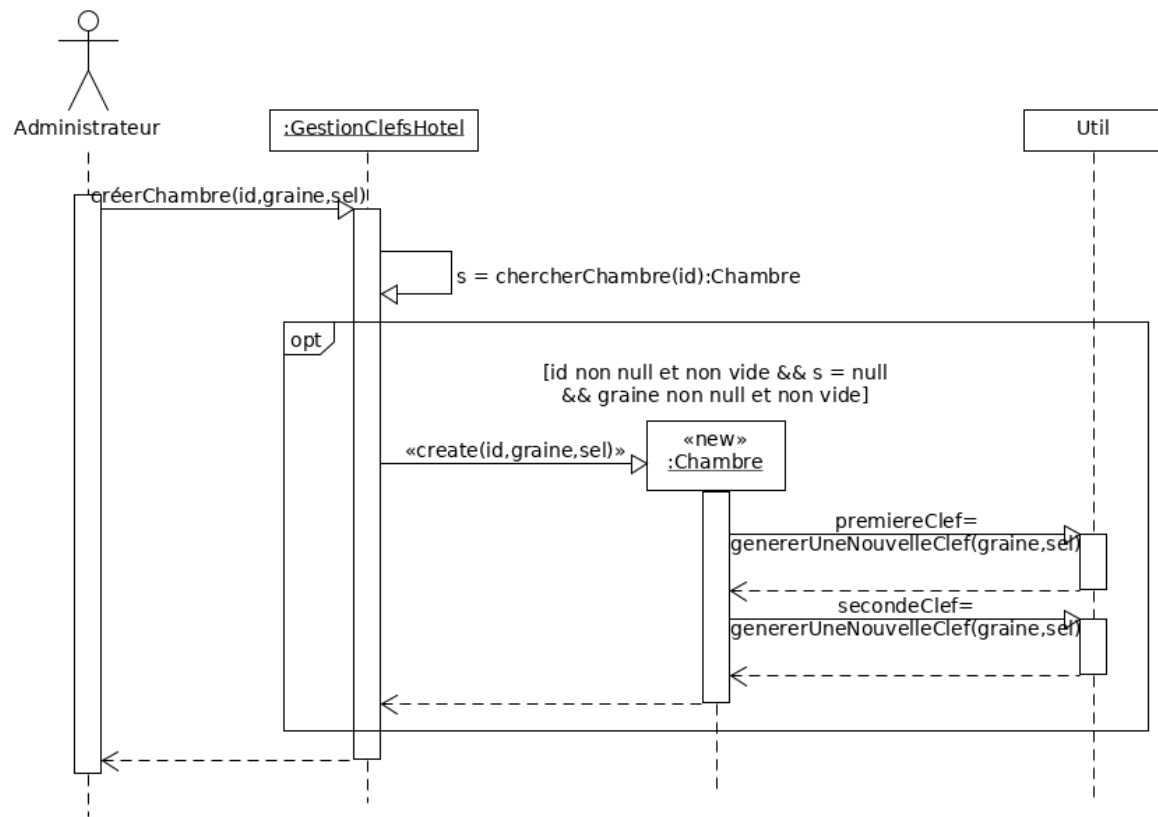 Administrateur
:GestionClefsHotel
Util
créerChambre(id,graine,sel)
s = chercherChambre(id):Chambre
opt
[id non null et non vide && s = null
&& graine non null et non vide]
«create(id,graine,sel)»
«new»
:Chambre
premiereClef=
genererUneNouvelleClef(graine,sel)
secondeClef=
genererUneNouvelleClef(graine,sel)